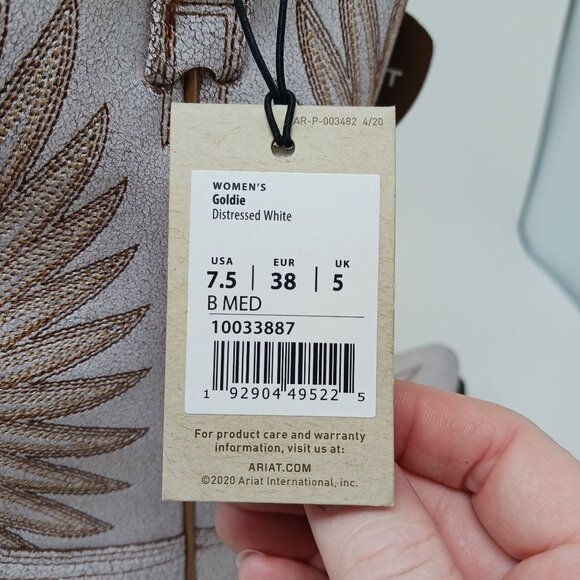 AR-P-003482 4/20
WOMEN'S
Goldie
Distressed White
USA EUR UK
7.5 | 38 | 5
B MED
10033887
1 92904 49522 5
For product care and warranty
information, visit us at:
ARIAT.COM
©2020 Ariat International, inc.
T